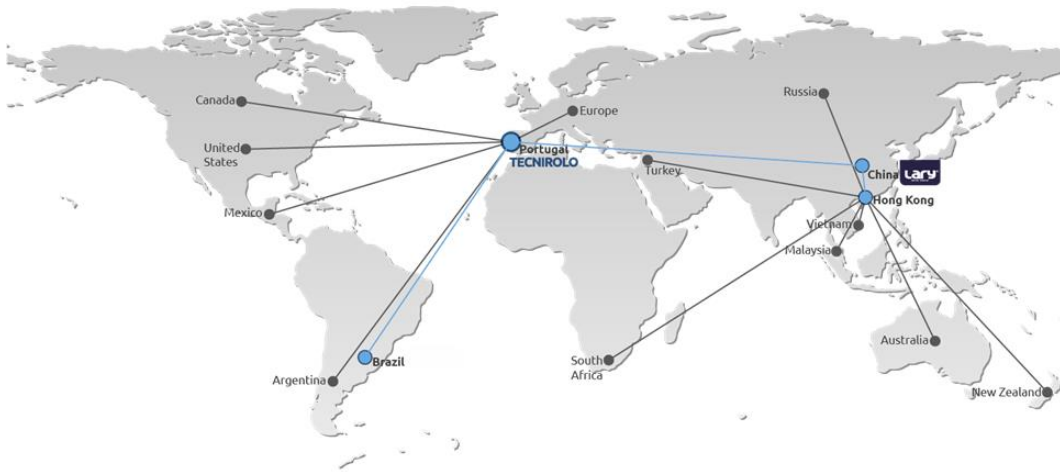 Canada
Russia
Europe
Portugal
TECNIROLO
United
States
China
LARY
Turkey
Hong Kong
Mexico
Vietnam
Malaysia
Australia
Brazil
South
Africa
Argentina
New Zealand